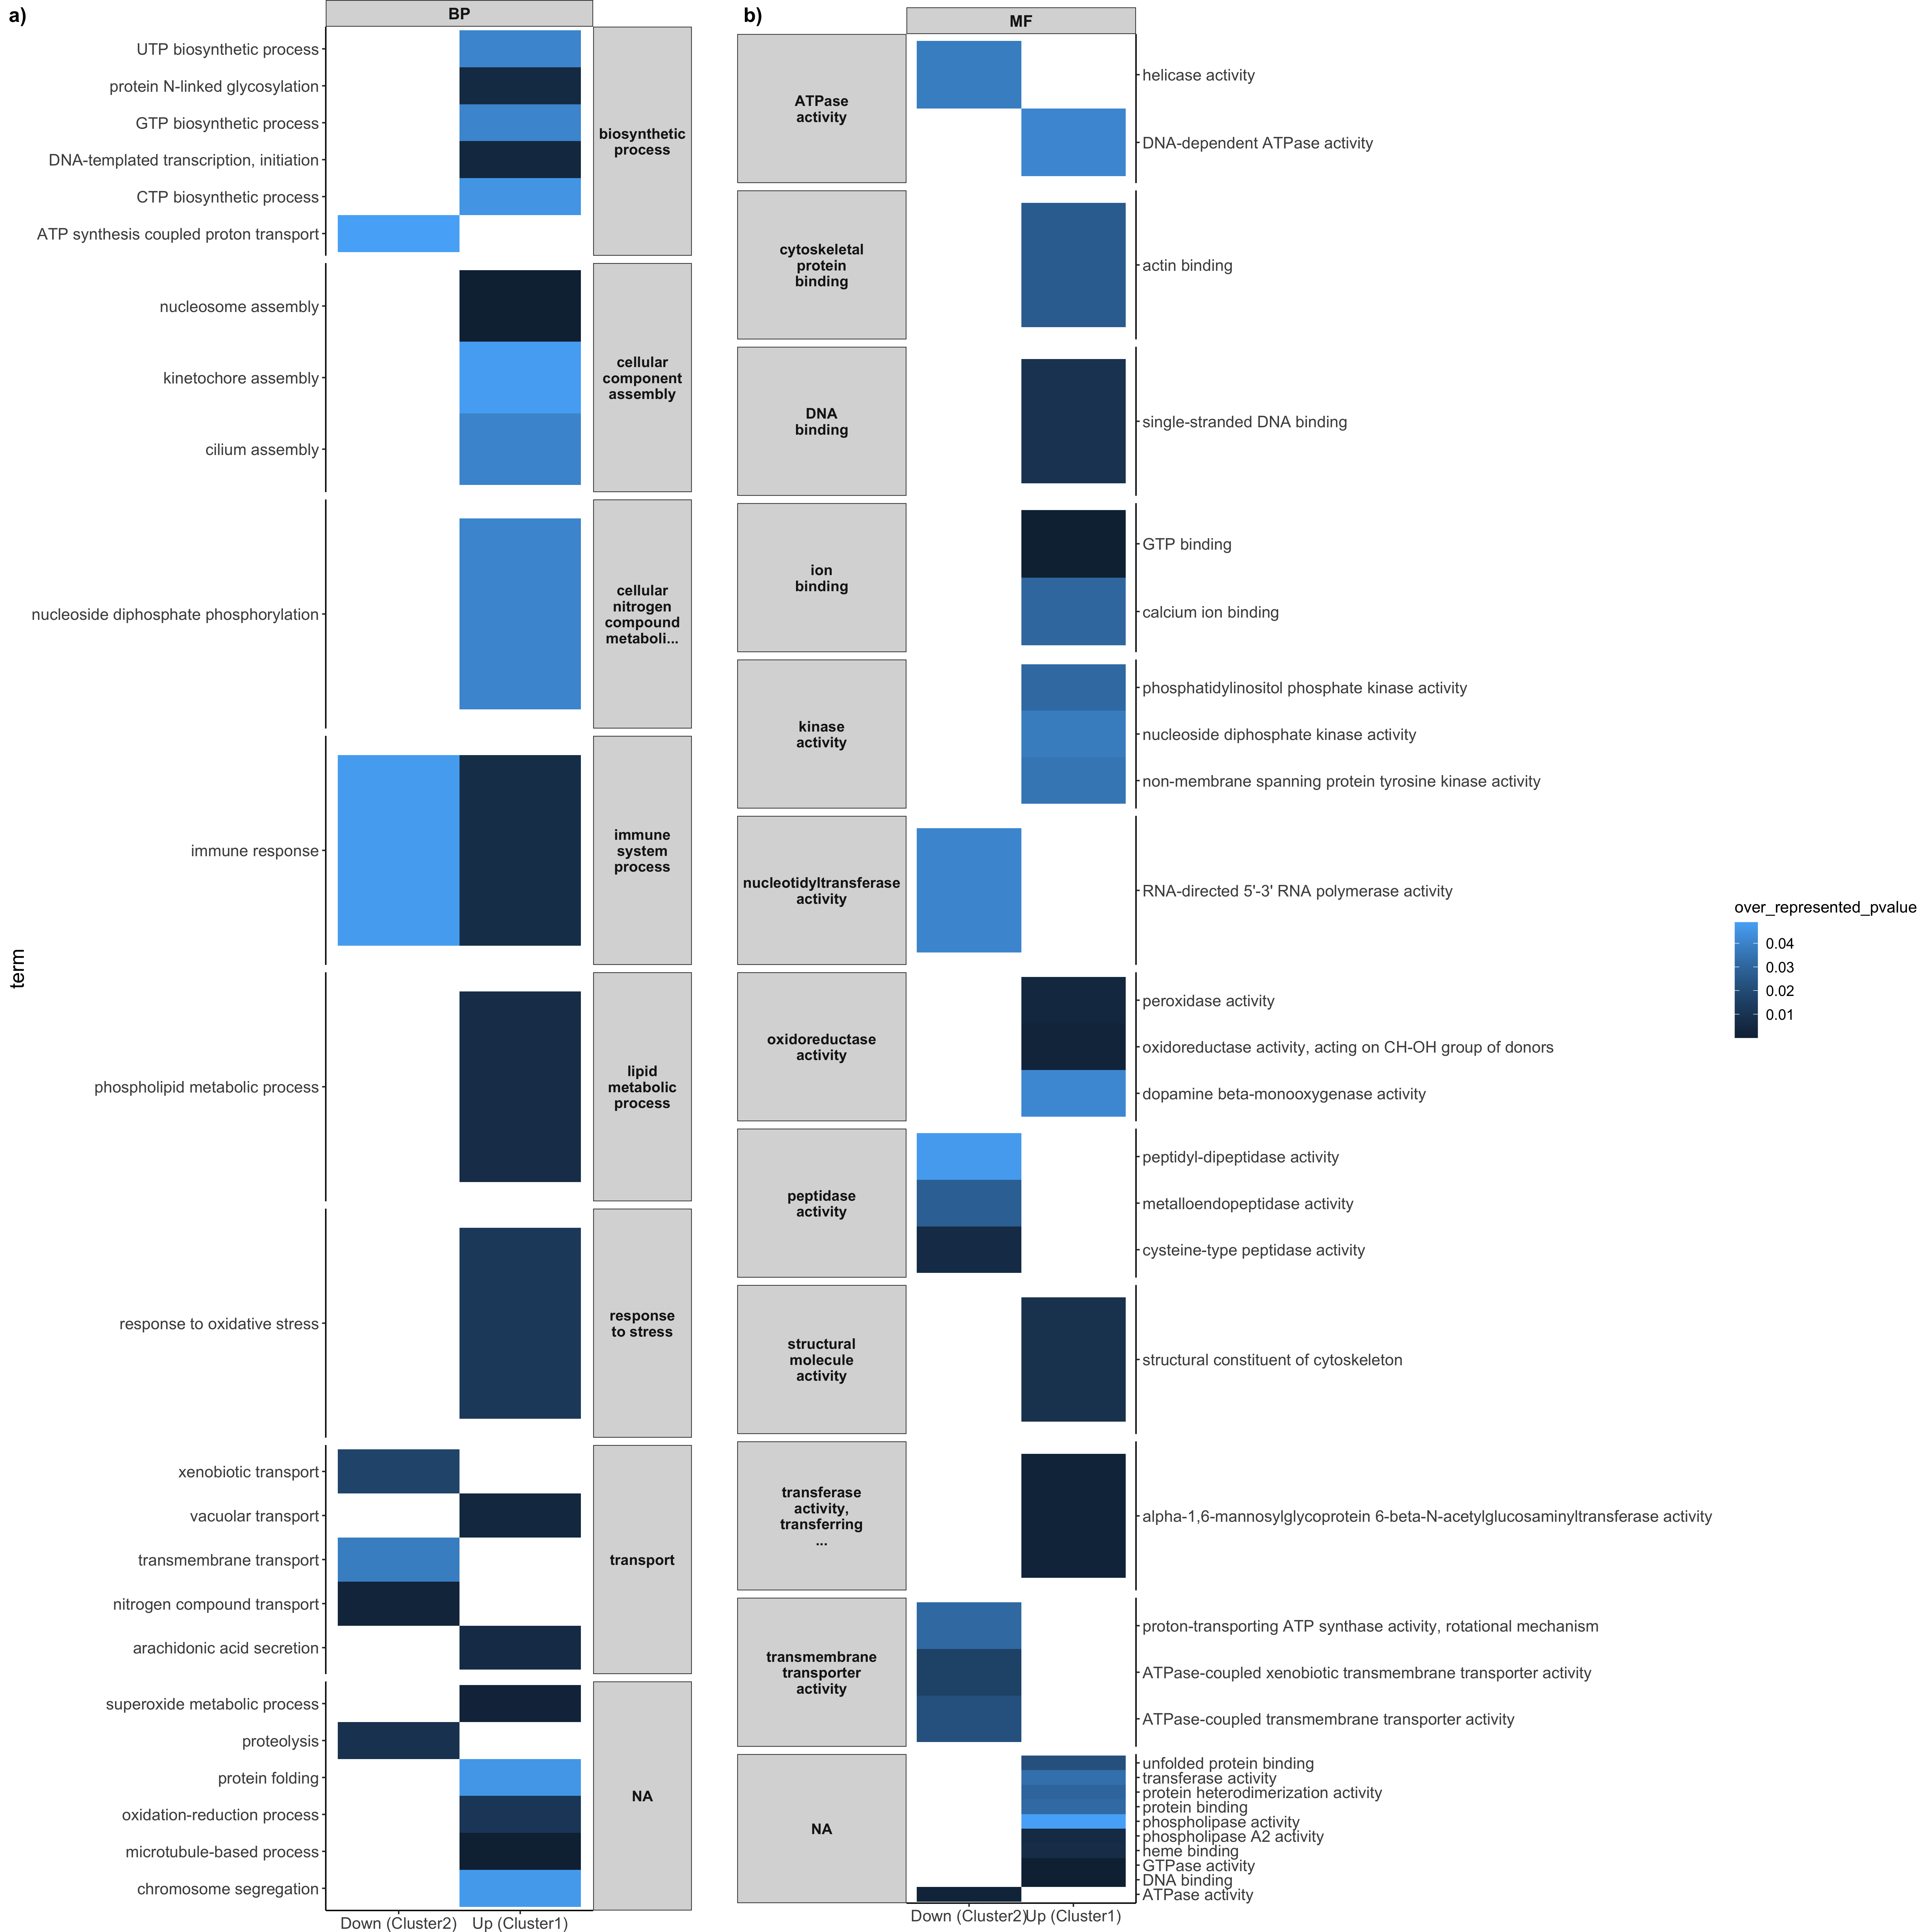 a)
BP
term
UTP biosynthetic process
protein N-linked glycosylation
GTP biosynthetic process
DNA-templated transcription, initiation
CTP biosynthetic process
ATP synthesis coupled proton transport
biosynthetic
process
nucleosome assembly
kinetochore assembly
cilium assembly
cellular
component
assembly
nucleoside diphosphate phosphorylation
cellular
nitrogen
compound
metaboli...
immune response
immune
system
process
phospholipid metabolic process
lipid
metabolic
process
response to oxidative stress
response
to stress
xenobiotic transport
vacuolar transport
transmembrane transport
nitrogen compound transport
arachidonic acid secretion
transport
superoxide metabolic process
proteolysis
protein folding
oxidation-reduction process
microtubule-based process
chromosome segregation
NA
Down (Cluster2)
Up (Cluster1)
b)
MF
ATPase
activity
helicase activity
DNA-dependent ATPase activity
cytoskeletal
protein
binding
actin binding
DNA
binding
single-stranded DNA binding
ion
binding
GTP binding
calcium ion binding
kinase
activity
phosphatidylinositol phosphate kinase activity
nucleoside diphosphate kinase activity
non-membrane spanning protein tyrosine kinase activity
nucleotidyltransferase
activity
RNA-directed 5'-3' RNA polymerase activity
oxidoreductase
activity
peroxidase activity
oxidoreductase activity, acting on CH-OH group of donors
dopamine beta-monooxygenase activity
peptidase
activity
peptidyl-dipeptidase activity
metalloendopeptidase activity
cysteine-type peptidase activity
structural
molecule
activity
structural constituent of cytoskeleton
transferase
activity,
transferring
...
alpha-1,6-mannosylglycoprotein 6-beta-N-acetylglucosaminyltransferase activity
transmembrane
transporter
activity
proton-transporting ATP synthase activity, rotational mechanism
ATPase-coupled xenobiotic transmembrane transporter activity
ATPase-coupled transmembrane transporter activity
NA
unfolded protein binding
transferase activity
protein heterodimerization activity
protein binding
phospholipase activity
phospholipase A2 activity
heme binding
GTPase activity
DNA binding
ATPase activity
Down (Cluster2)
Up (Cluster1)
over_represented_pvalue
0.04
0.03
0.02
0.01